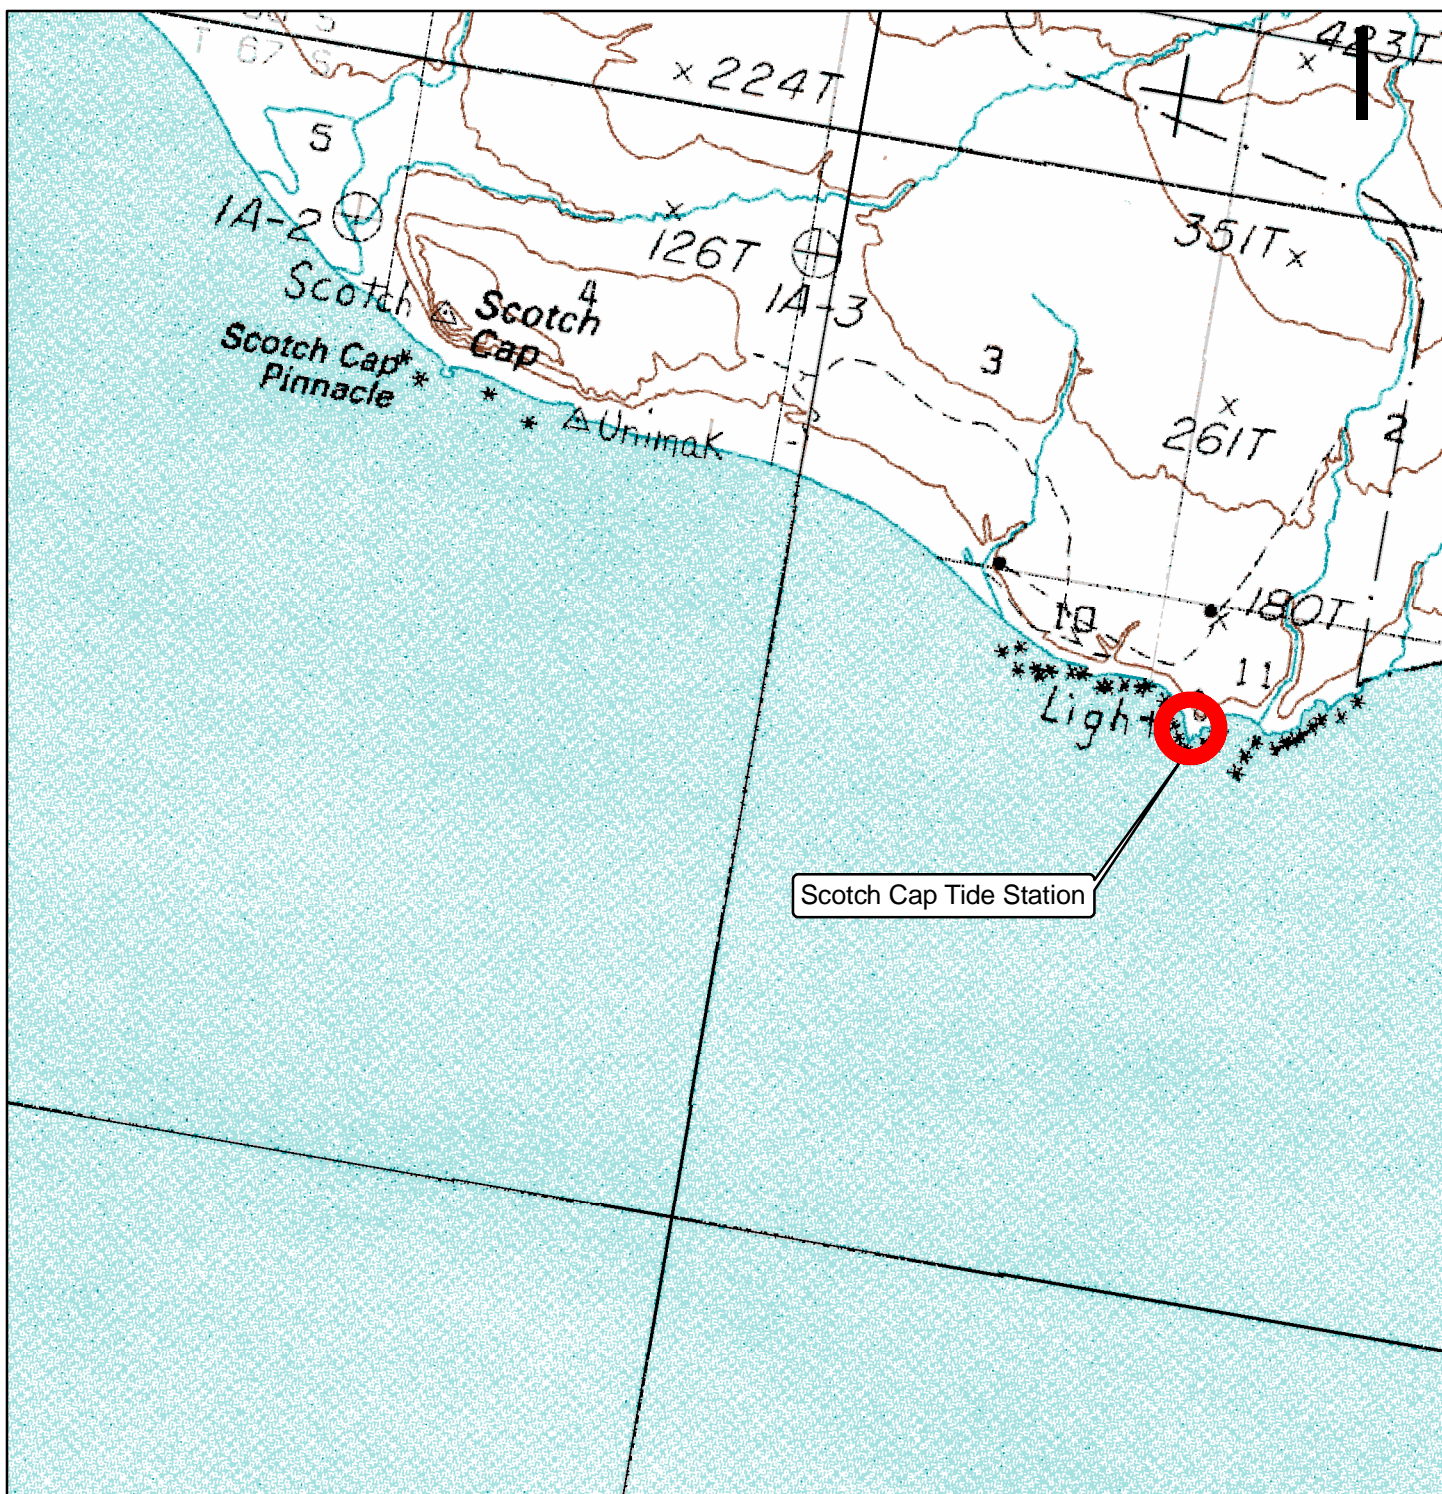 T 67 S
423T
224T
5
1A-2
126T
351T
Scotch
4
1A-3
Scotch
Cap
Scotch Cap
Pinnacle
3
Unimak
261T
2
180T
10
11
Light
Scotch Cap Tide Station